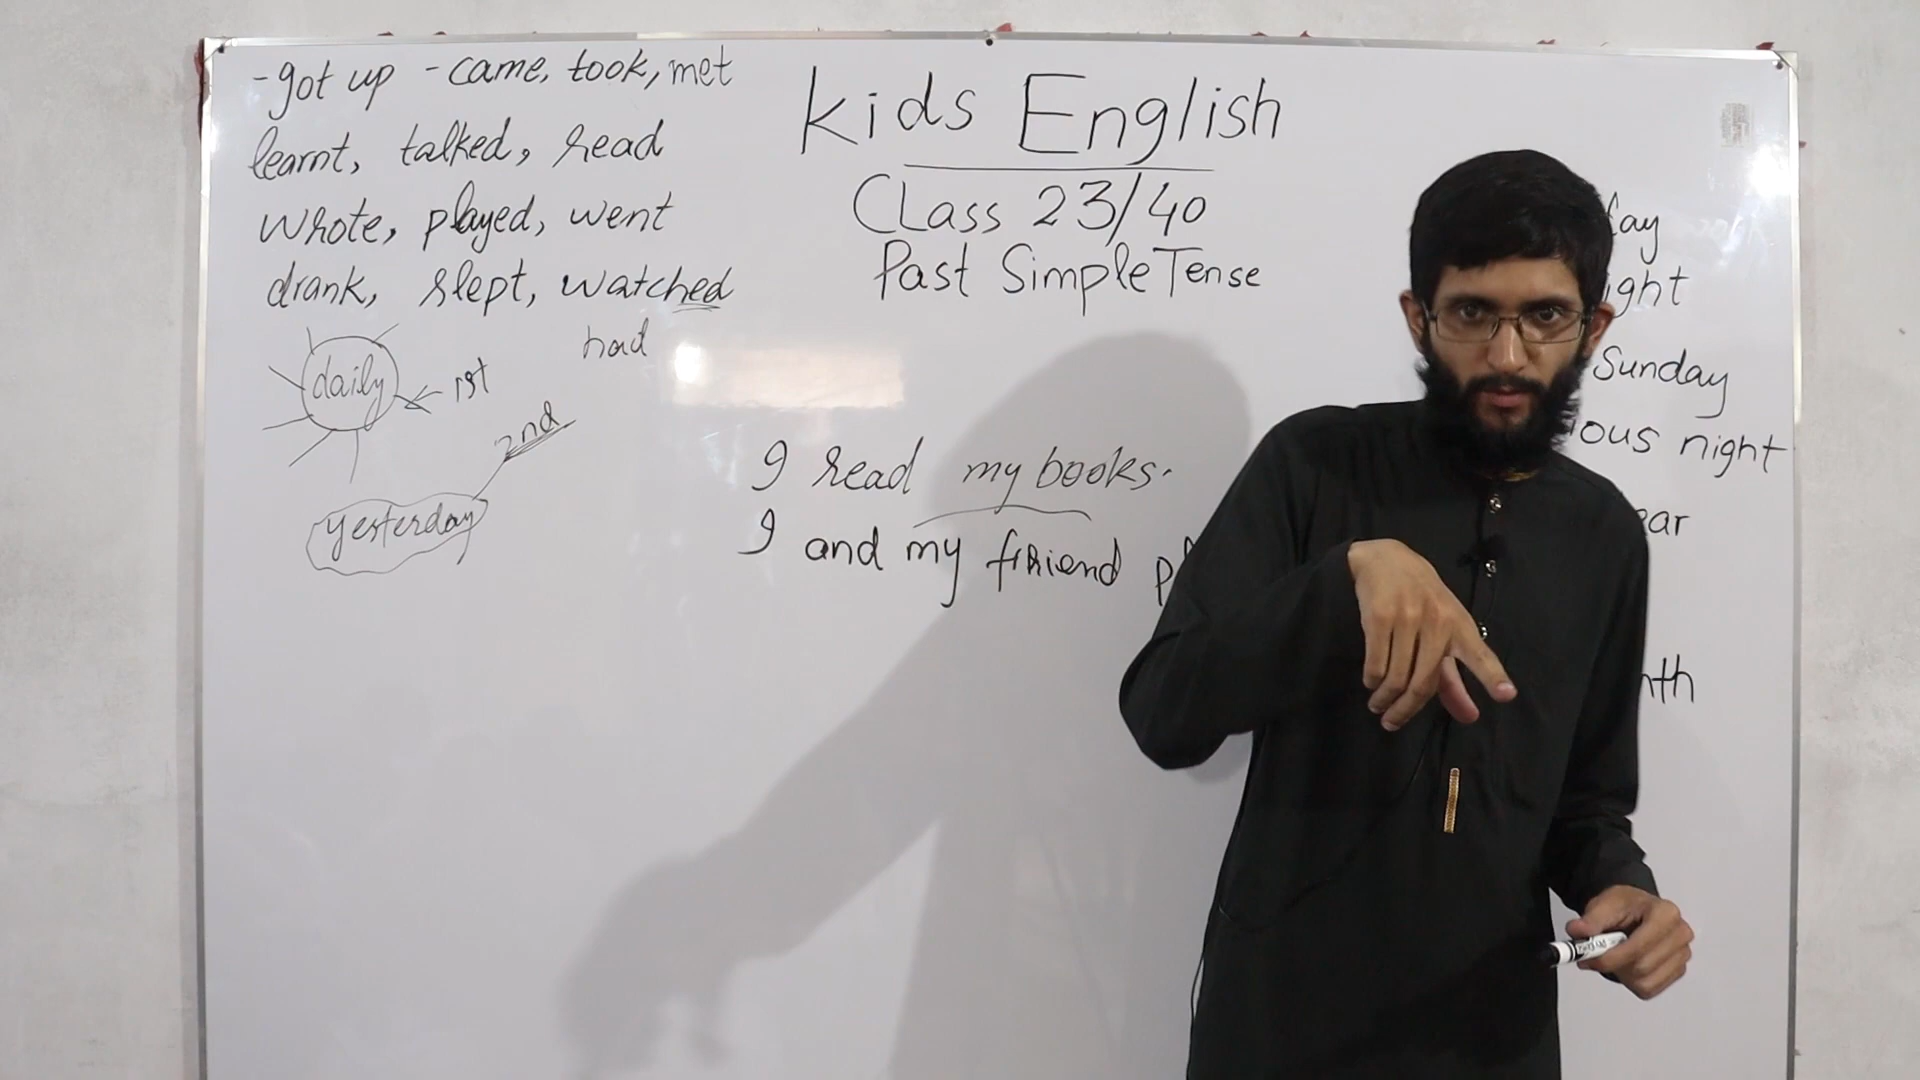 - got up - came, took, met
learnt, talked, read
wrote, played, went
drank, slept, watched
had
daily
1st
2nd
yesterday
Kids English
Class 23/40
Past Simple Tense
I read my books.
I and my friend p
ight
Sunday
ous night
ear
nth